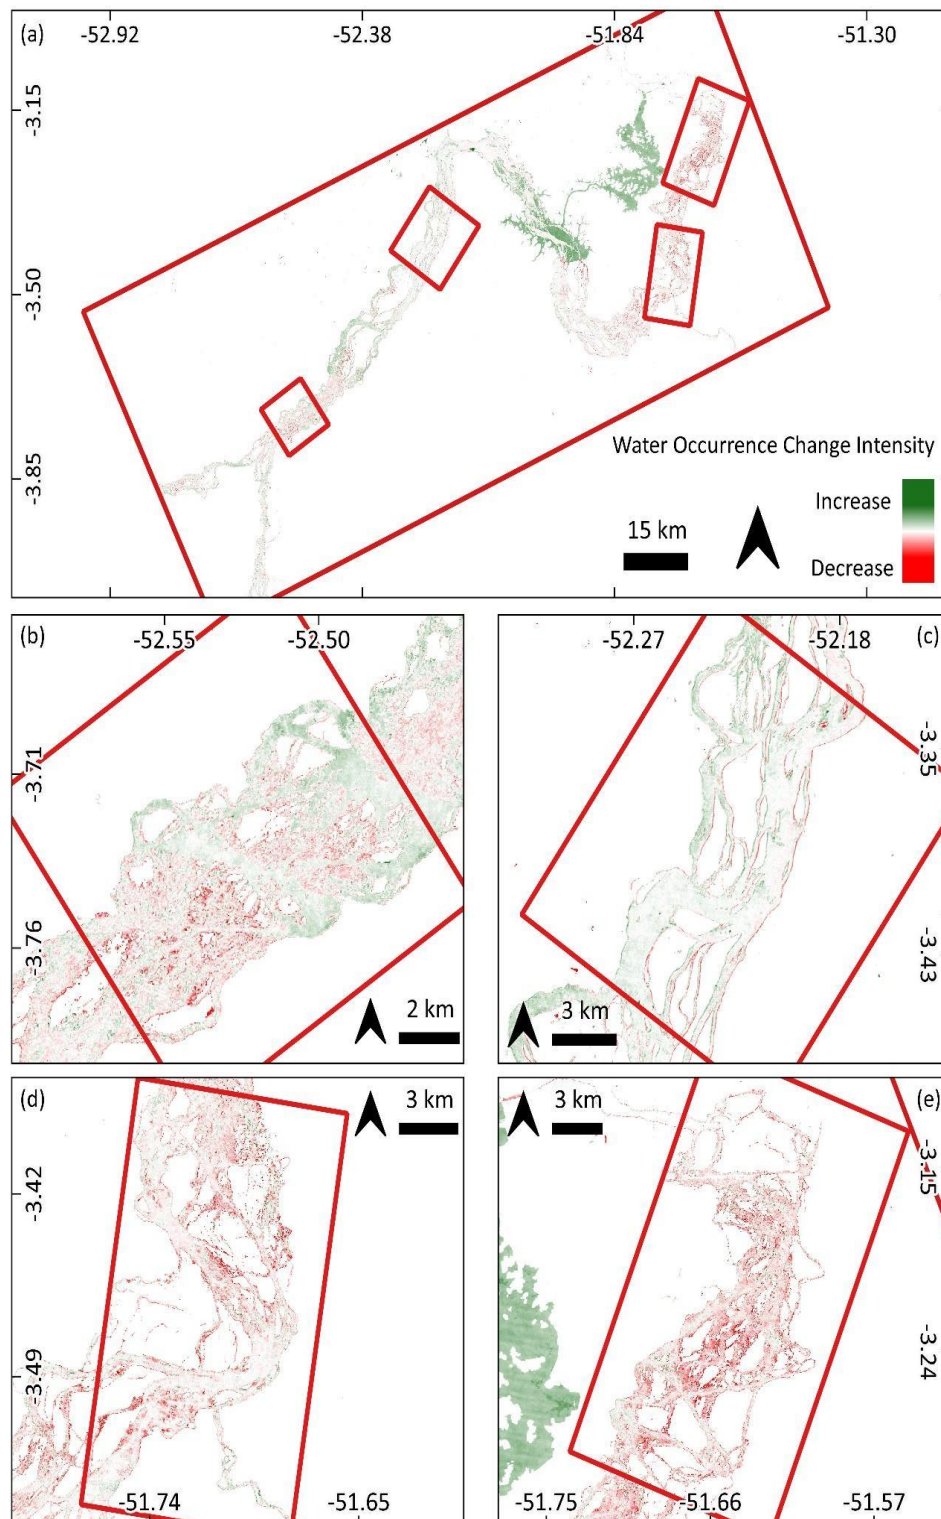 (a)
-52.92
-52.38
-51.84
-51.30
-3.15
-3.50
-3.85
Water Occurrence Change Intensity
Increase
15 km
Decrease
(b)
-52.55
-52.50
-3.71
-3.76
2 km
-52.27
-52.18
(c)
-3.35
-3.43
3 km
(d)
3 km
-3.42
-3.49
-51.74
-51.65
3 km
(e)
-3.15
-3.24
-51.75
-51.66
-51.57